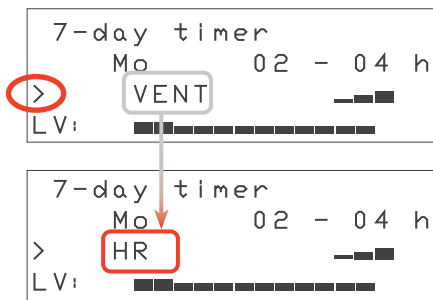 7-day timer
Mo 02 - 04 h
> VENT
LV:
7-day timer
Mo 02 - 04 h
> HR
LV: